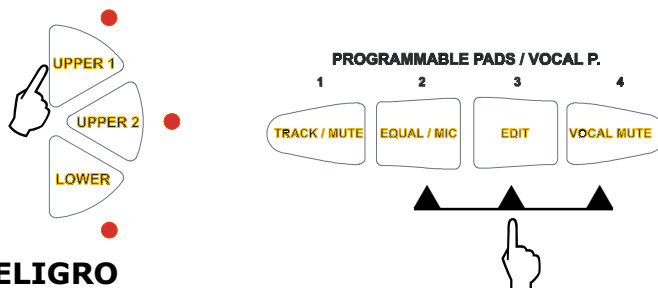 UPPER 1
UPPER 2
LOWER
PROGRAMMABLE PADS / VOCAL P.
1 2 3 4
TRACK / MUTE EQUAL / MIC EDIT VOCAL MUTE
ELIGRO